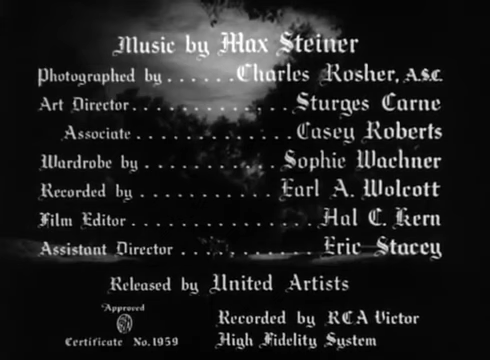 Music by Max Steiner
Photographed by ...... Charles Rosher, A.S.C.
Art Director .............. Sturges Carne
Associate .............. Casey Roberts
Wardrobe by ............ Sophie Wachner
Recorded by ............ Earl A. Wolcott
Film Editor ................ Hal C. Kern
Assistant Director ........... Eric Stacey
Released by United Artists
Approved
Certificate No. 1959
Recorded by RCA Victor
High Fidelity System